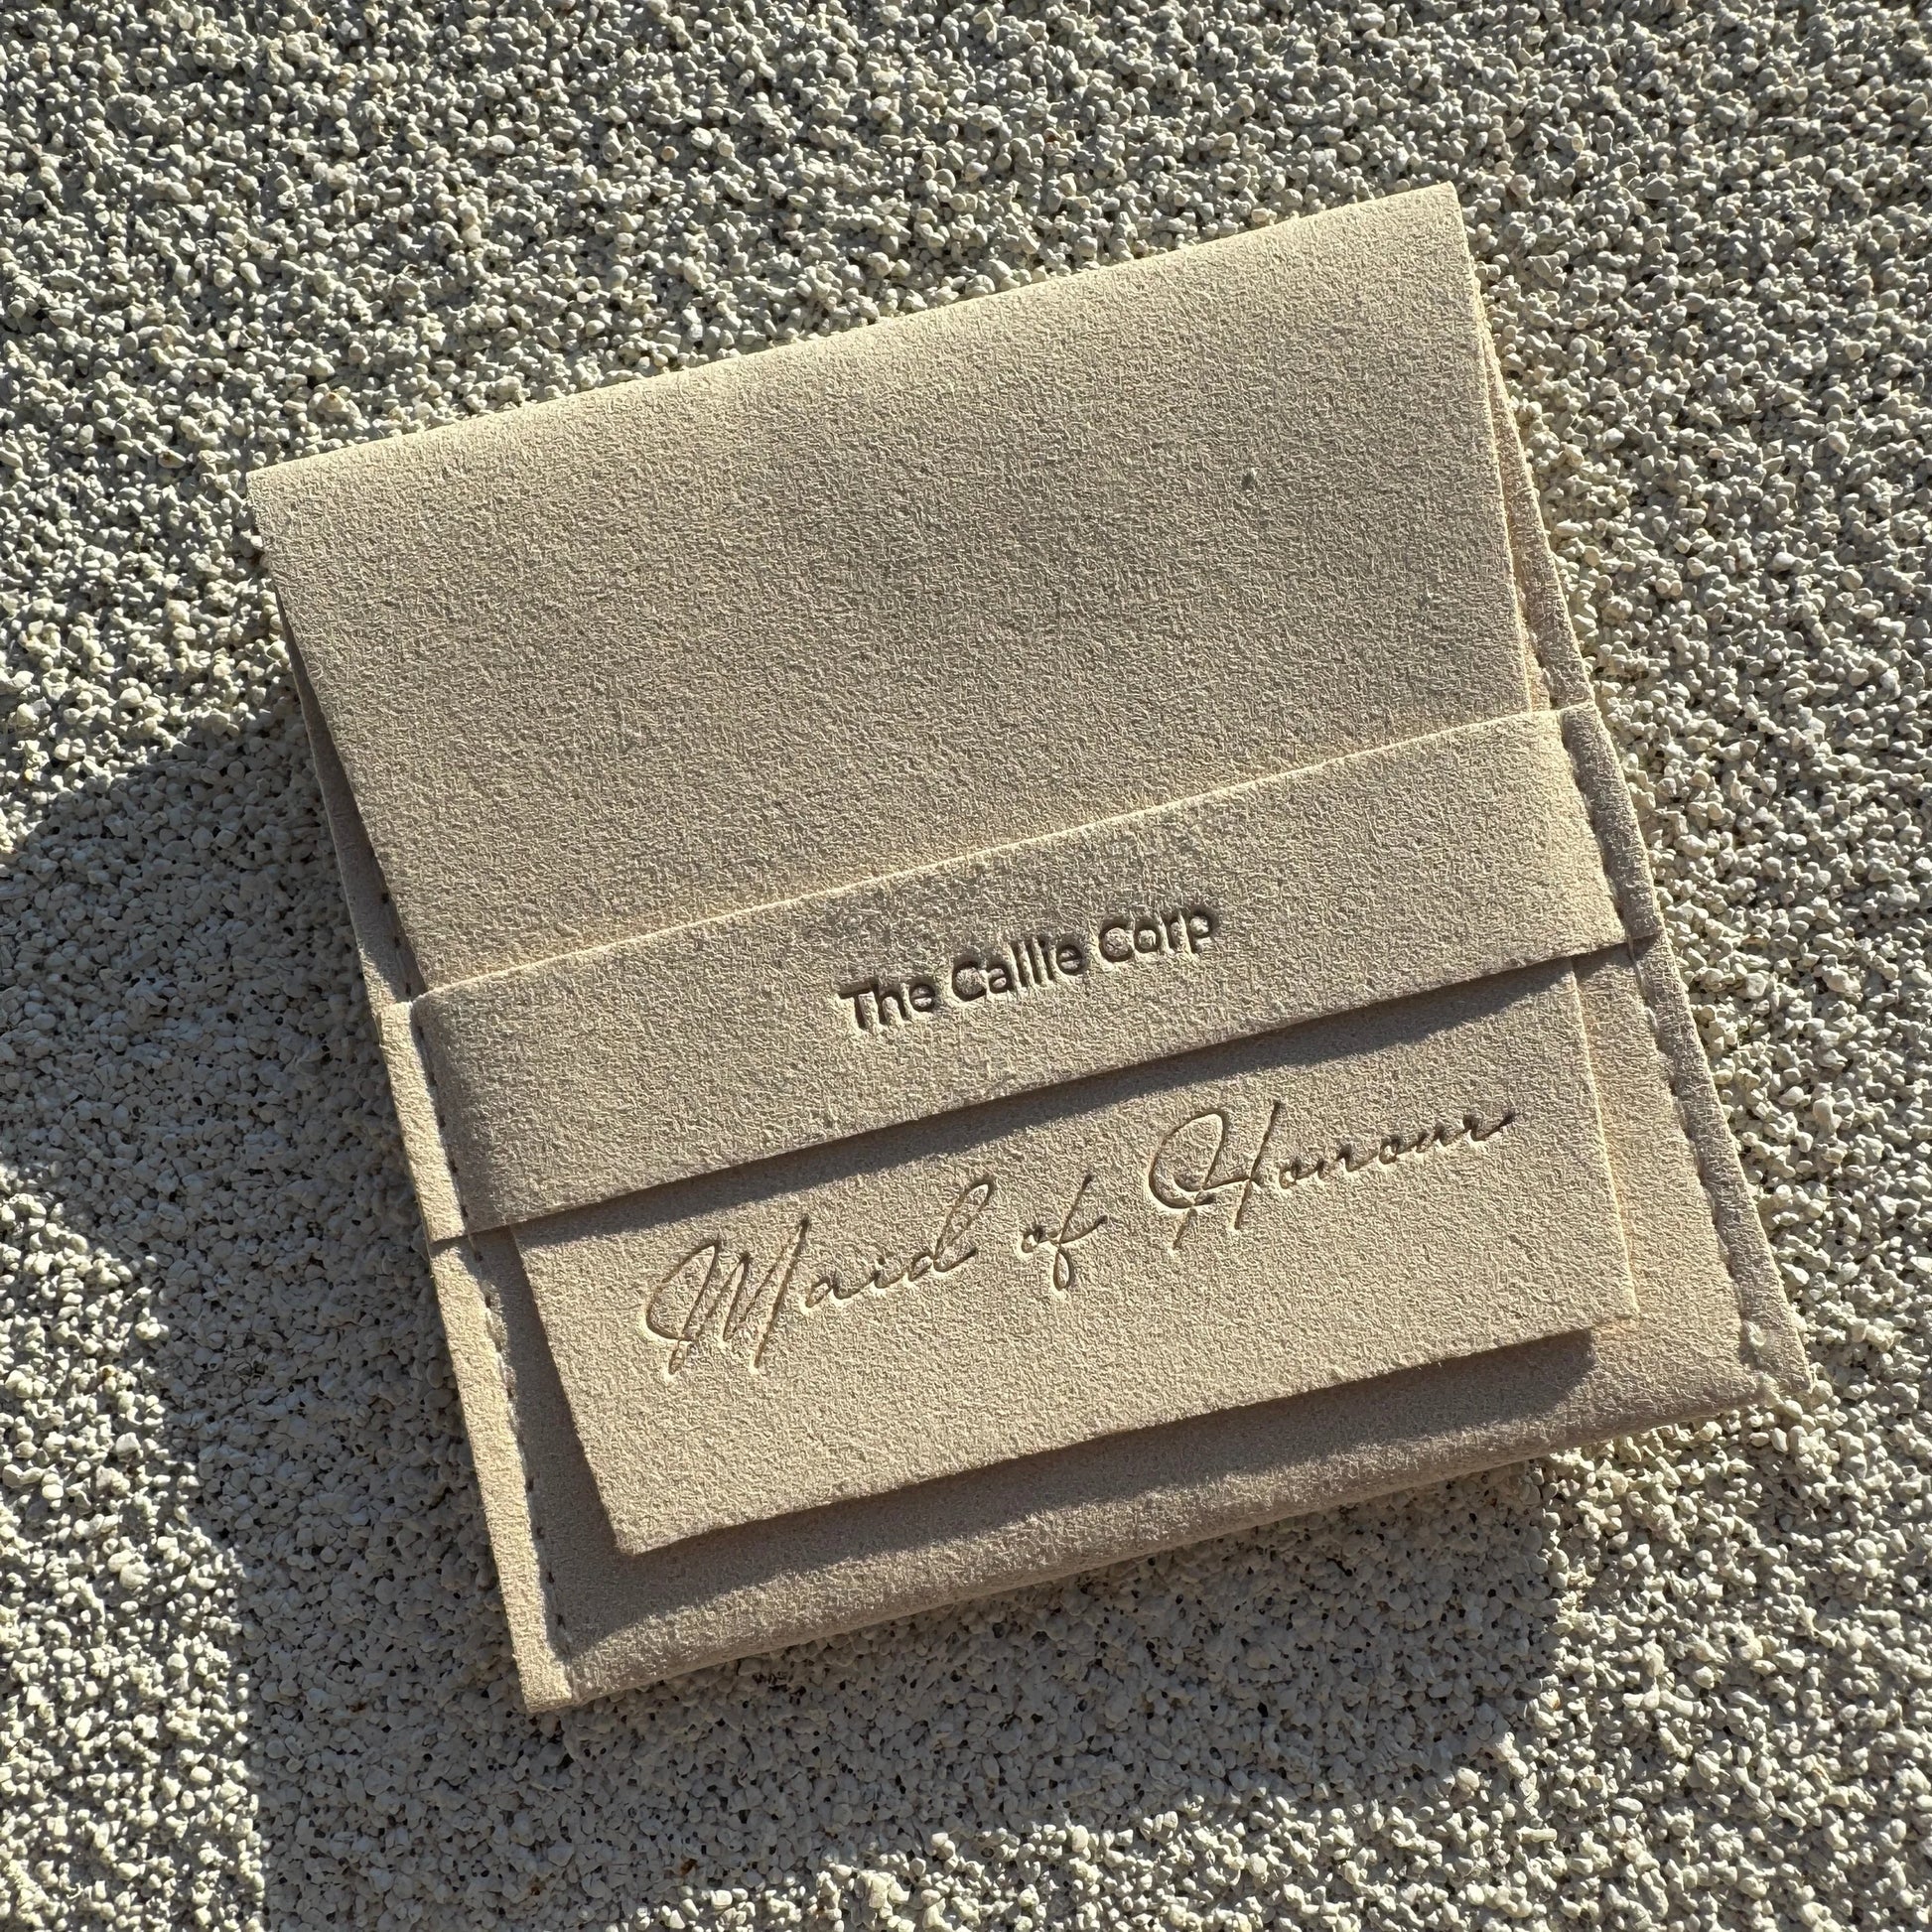 The Callie Corp
Maid of Honour